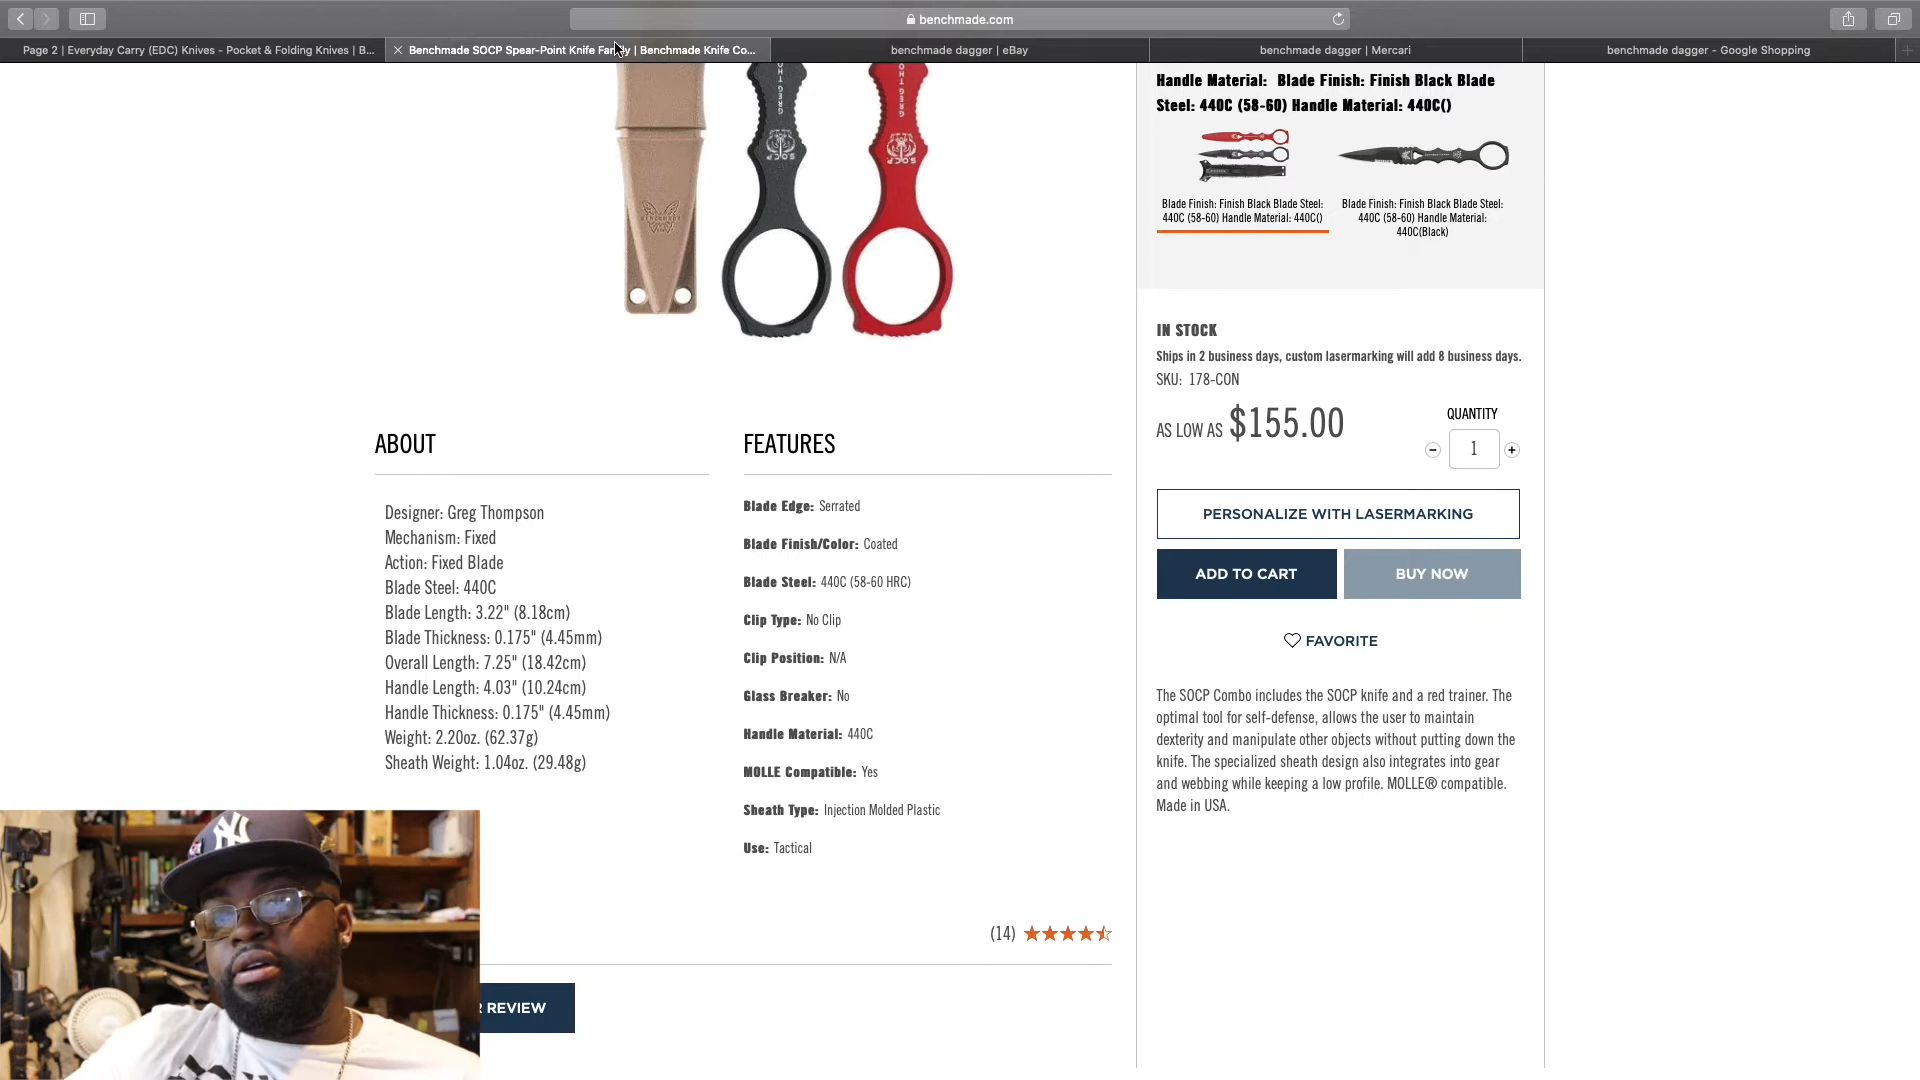 benchmade.com
Page 2 | Everyday Carry (EDC) Knives - Pocket & Folding Knives | B...
Benchmade SOCP Spear-Point Knife Family | Benchmade Knife Co...
benchmade dagger | eBay
benchmade dagger | Mercari
benchmade dagger - Google Shopping
Handle Material: Blade Finish: Finish Black Blade
Steel: 440C (58-60) Handle Material: 440C()
S.O.C.P
S.O.C.P
Blade Finish: Finish Black Blade Steel:
440C (58-60) Handle Material: 440C()
Blade Finish: Finish Black Blade Steel:
440C (58-60) Handle Material:
440C(Black)
BENCHMADE
IN STOCK
Ships in 2 business days, custom lasermarking will add 8 business days.
SKU: 178-CON
AS LOW AS $155.00
QUANTITY
1
PERSONALIZE WITH LASERMARKING
ADD TO CART
BUY NOW
FAVORITE
The SOCP Combo includes the SOCP knife and a red trainer. The
optimal tool for self-defense, allows the user to maintain
dexterity and manipulate other objects without putting down the
knife. The specialized sheath design also integrates into gear
and webbing while keeping a low profile. MOLLE® compatible.
Made in USA.
ABOUT
Designer: Greg Thompson
Mechanism: Fixed
Action: Fixed Blade
Blade Steel: 440C
Blade Length: 3.22" (8.18cm)
Blade Thickness: 0.175" (4.45mm)
Overall Length: 7.25" (18.42cm)
Handle Length: 4.03" (10.24cm)
Handle Thickness: 0.175" (4.45mm)
Weight: 2.20oz. (62.37g)
Sheath Weight: 1.04oz. (29.48g)
FEATURES
Blade Edge: Serrated
Blade Finish/Color: Coated
Blade Steel: 440C (58-60 HRC)
Clip Type: No Clip
Clip Position: N/A
Glass Breaker: No
Handle Material: 440C
MOLLE Compatible: Yes
Sheath Type: Injection Molded Plastic
Use: Tactical
(14)
REVIEW